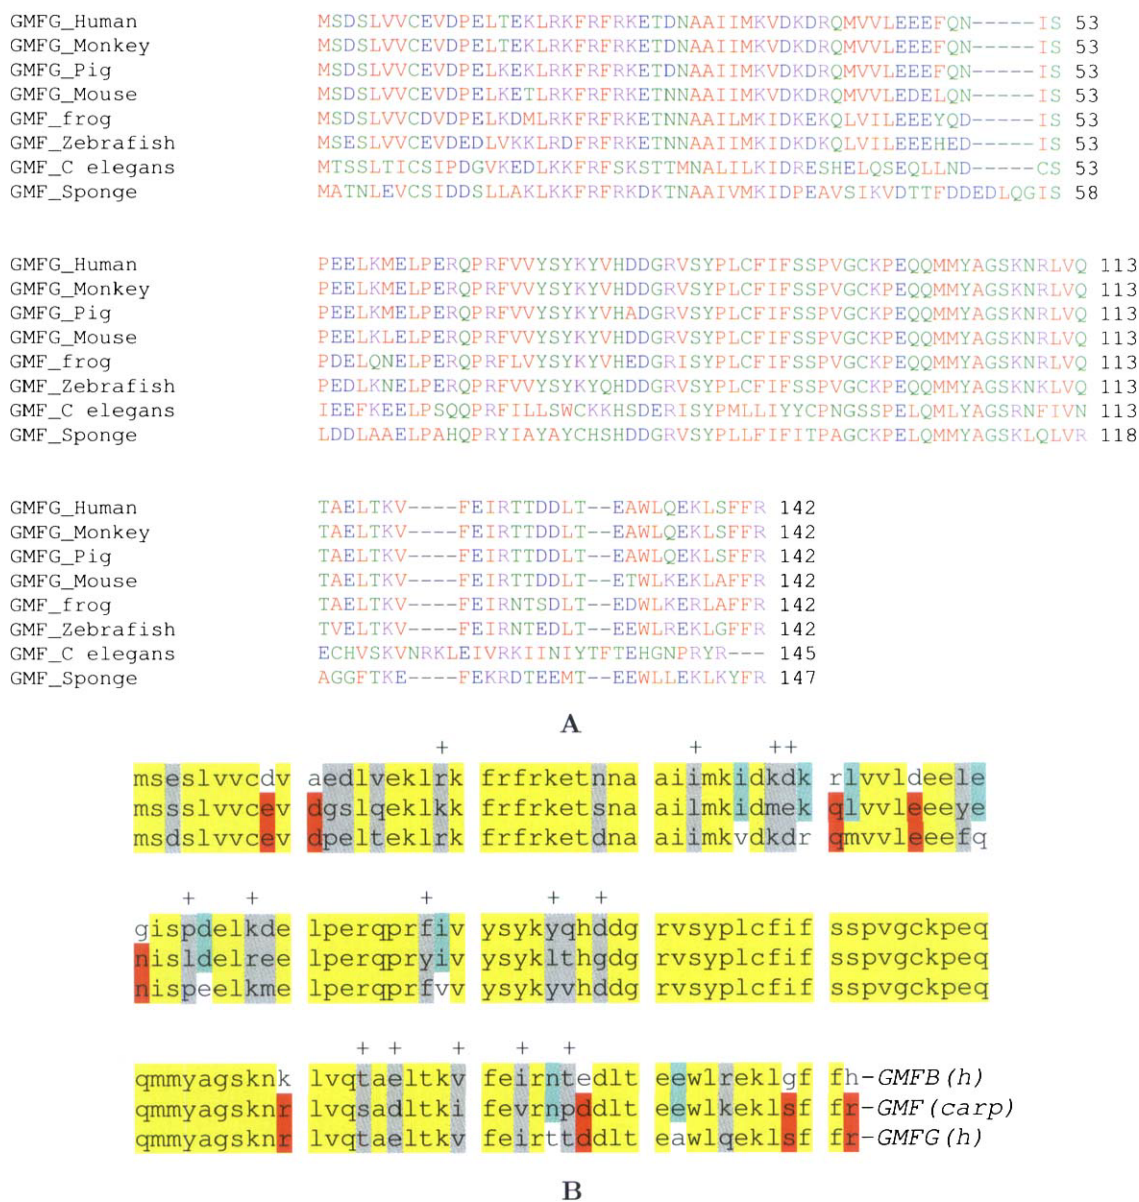 GMFG_Human MSDSLVVCEVDPELTEKLRKFRFRKETDNAAIIMKVDKDRQMVVLEEEFQN-----IS 53
GMFG_Monkey MSDSLVVCEVDPELTEKLRKFRFRKETDNAAIIMKVDKDRQMVVLEEEFQN-----IS 53
GMFG_Pig MSDSLVVCEVDPELKEKLRKFRFRKETDNAAIIMKVDKDRQMVVLEEEFQN-----IS 53
GMFG_Mouse MSDSLVVCEVDPELKETLRKFRFRKETNNAAIIMKVDKDRQMVVLEDELQN-----IS 53
GMF_frog MSDSLVVCDVDPELKDMLRKFRFRKETNNAAIIMKIDKEKQLVILEEEYQD-----IS 53
GMF_Zebrafish MSESLVVCDVDEDLVKKLRDFRFRKETNNAAIIMKIDKDKQLVILEEEHED-----IS 53
GMF_C elegans MTSSLTICSIPDGVKEDLKKFRFSKSTTMNALILKIDRESHELQSEQLLND-----CS 53
GMF_Sponge MATNLEVCSIDDSLLAKLKKFRFRKDKTNAAIVMKIDPEAVSIKVDTTFDDEDLQGIS 58
GMFG_Human PEELKMELPERQPRFVVYSYKYVHDDGRVSYPLCFIFSSPVGCKPEQQMMYAGSKNRLVQ 113
GMFG_Monkey PEELKMELPERQPRFVVYSYKYVHDDGRVSYPLCFIFSSPVGCKPEQQMMYAGSKNRLVQ 113
GMFG_Pig PEELKMELPERQPRFVVYSYKYVHADGRVSYPLCFIFSSPVGCKPEQQMMYAGSKNRLVQ 113
GMFG_Mouse PEELKLELPERQPRFVVYSYKYVHDDGRVSYPLCFIFSSPVGCKPEQQMMYAGSKNRLVQ 113
GMF_frog PDELQNELPERQPRFLVYSYKYVHEDGRISYPLCFIFSSPVGCKPEQQMMYAGSKNRLVQ 113
GMF_Zebrafish PEDLKNELPERQPRFVVYSYKYQHDDGRVSYPLCFIFSSPVGCKPEQQMMYAGSKNKLVQ 113
GMF_C elegans IEEFKEELPSQQPRFILLSWCKKHSDERISYPMLLIYYCPNGSSPELQMLYAGSRNFIVN 113
GMF_Sponge LDDLAAELPAHQPRYIAYAYCHSHDDGRVSYPLLFIFITPAGCKPELQMMYAGSKLQLVR 118
GMFG_Human TAELTKV----FEIRTTDDLT--EAWLQEKLSFFR 142
GMFG_Monkey TAELTKV----FEIRTTDDLT--EAWLQEKLSFFR 142
GMFG_Pig TAELTKV----FEIRTTDDLT--EAWLQEKLSFFR 142
GMFG_Mouse TAELTKV----FEIRTTDDLT--ETWLKEKLAFFR 142
GMF_frog TAELTKV----FEIRNTSDLT--EDWLKERLAFFR 142
GMF_Zebrafish TVELTKV----FEIRNTEDLT--EEWLREKLGFFR 142
GMF_C elegans ECHVSKVNRKLEIVRKIINIYTFTEHGNPRYR--- 145
GMF_Sponge AGGFTKE----FEKRDTEEMT--EEWLLEKLKYFR 147
A
+ + ++
mseslvvcdv aedlveklrk frfrketnna aiimkidkdk rlvvldeele
mssslvvcev dgslqeklkk frfrketsna ailmkidmek qlvvleeeye
msdslvvcev dpelteklrk frfrketdna aiimkvdkdr qmvvleeefq
+ + + + +
gispdelkde lperqprfiv ysykyqhddg rvsyplcfif sspvgckpeq
nisldelree lperqpryiv ysyklthgdg rvsyplcfif sspvgckpeq
nispeelkme lperqprfvv ysykyvhddg rvsyplcfif sspvgckpeq
+ + + + +
qmmyagsknk lvqtaeltkv feirntedlt eewlreklgf fh-GMFB(h)
qmmyagsknr lvqsadltki fevrnpddlt eewlkeklsf fr-GMF(carp)
qmmyagsknr lvqtaeltkv feirttddlt eawlqeklsf fr-GMFG(h)
B